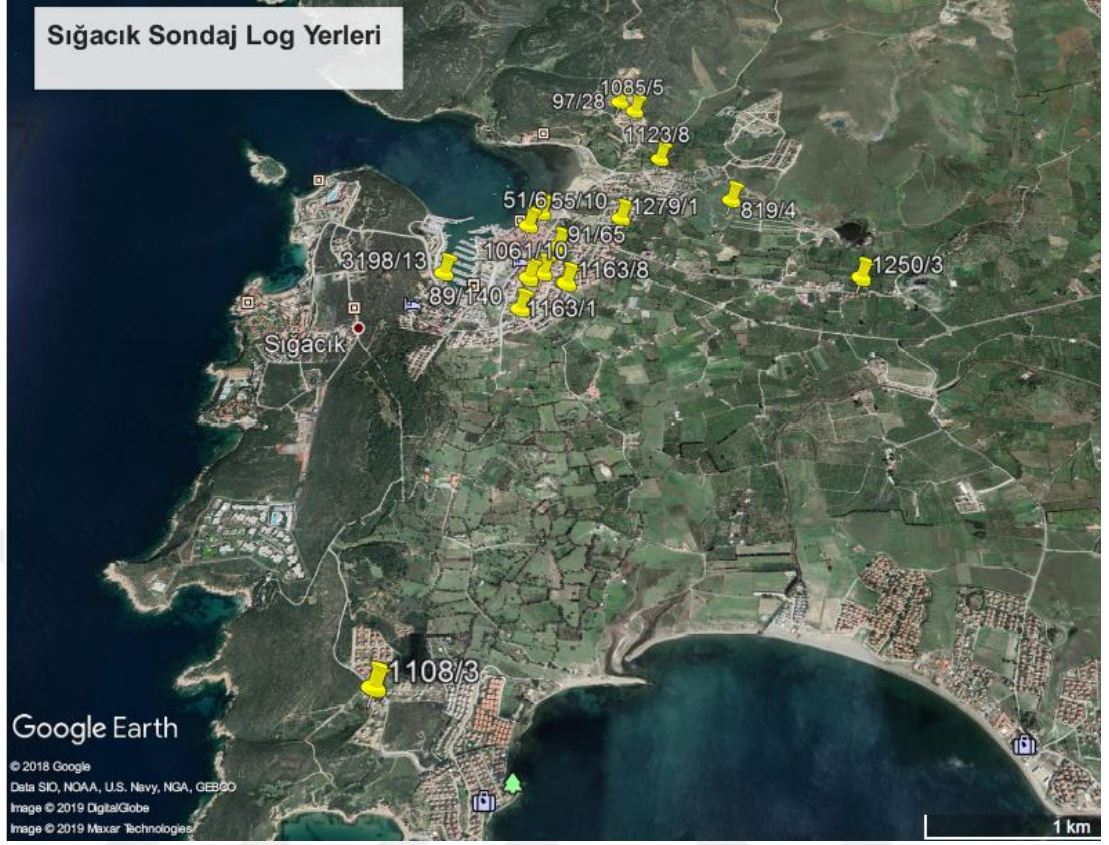 Sığacık Sondaj Log Yerleri
1085/5
97/28
1123/8
51/6
55/10
1279/1
819/4
91/65
3198/13
1061/10
1163/8
1250/3
89/140
1163/1
Sığacık
1108/3
Google Earth
© 2018 Google
Data SIO, NOAA, U.S. Navy, NGA, GEBCO
Image © 2019 DigitalGlobe
Image © 2019 Maxar Technologies
1 km